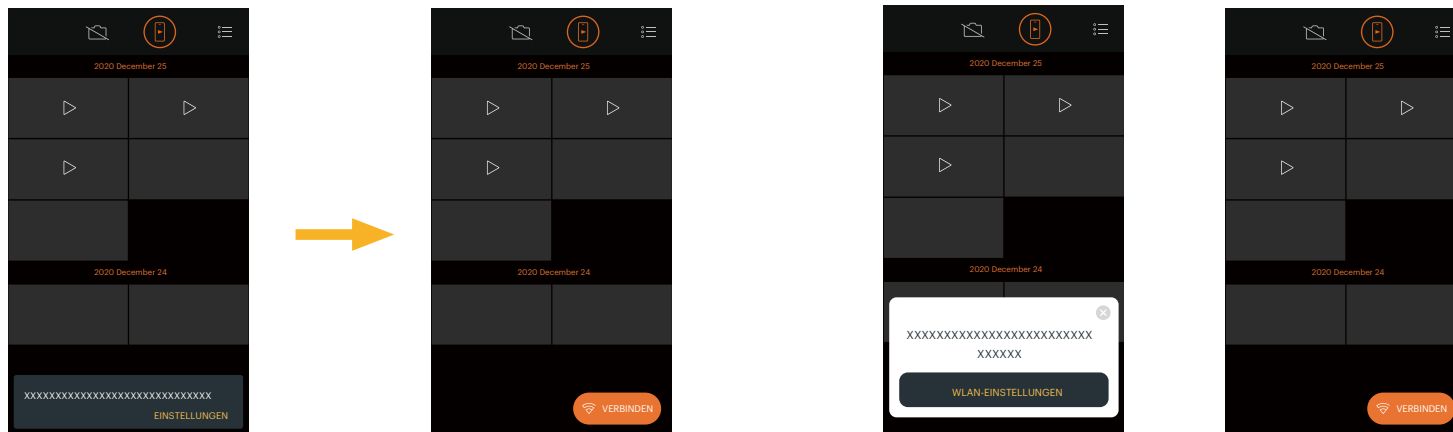 2020 December 25
2020 December 24
XXXXXXXXXXXXXXXXXXXXXXXXXXXXXX
EINSTELLUNGEN
2020 December 25
2020 December 24
VERBINDEN
2020 December 25
2020 December 24
XXXXXXXXXXXXXXXXXXXXXXXXX
XXXXXX
WLAN-EINSTELLUNGEN
2020 December 25
2020 December 24
VERBINDEN